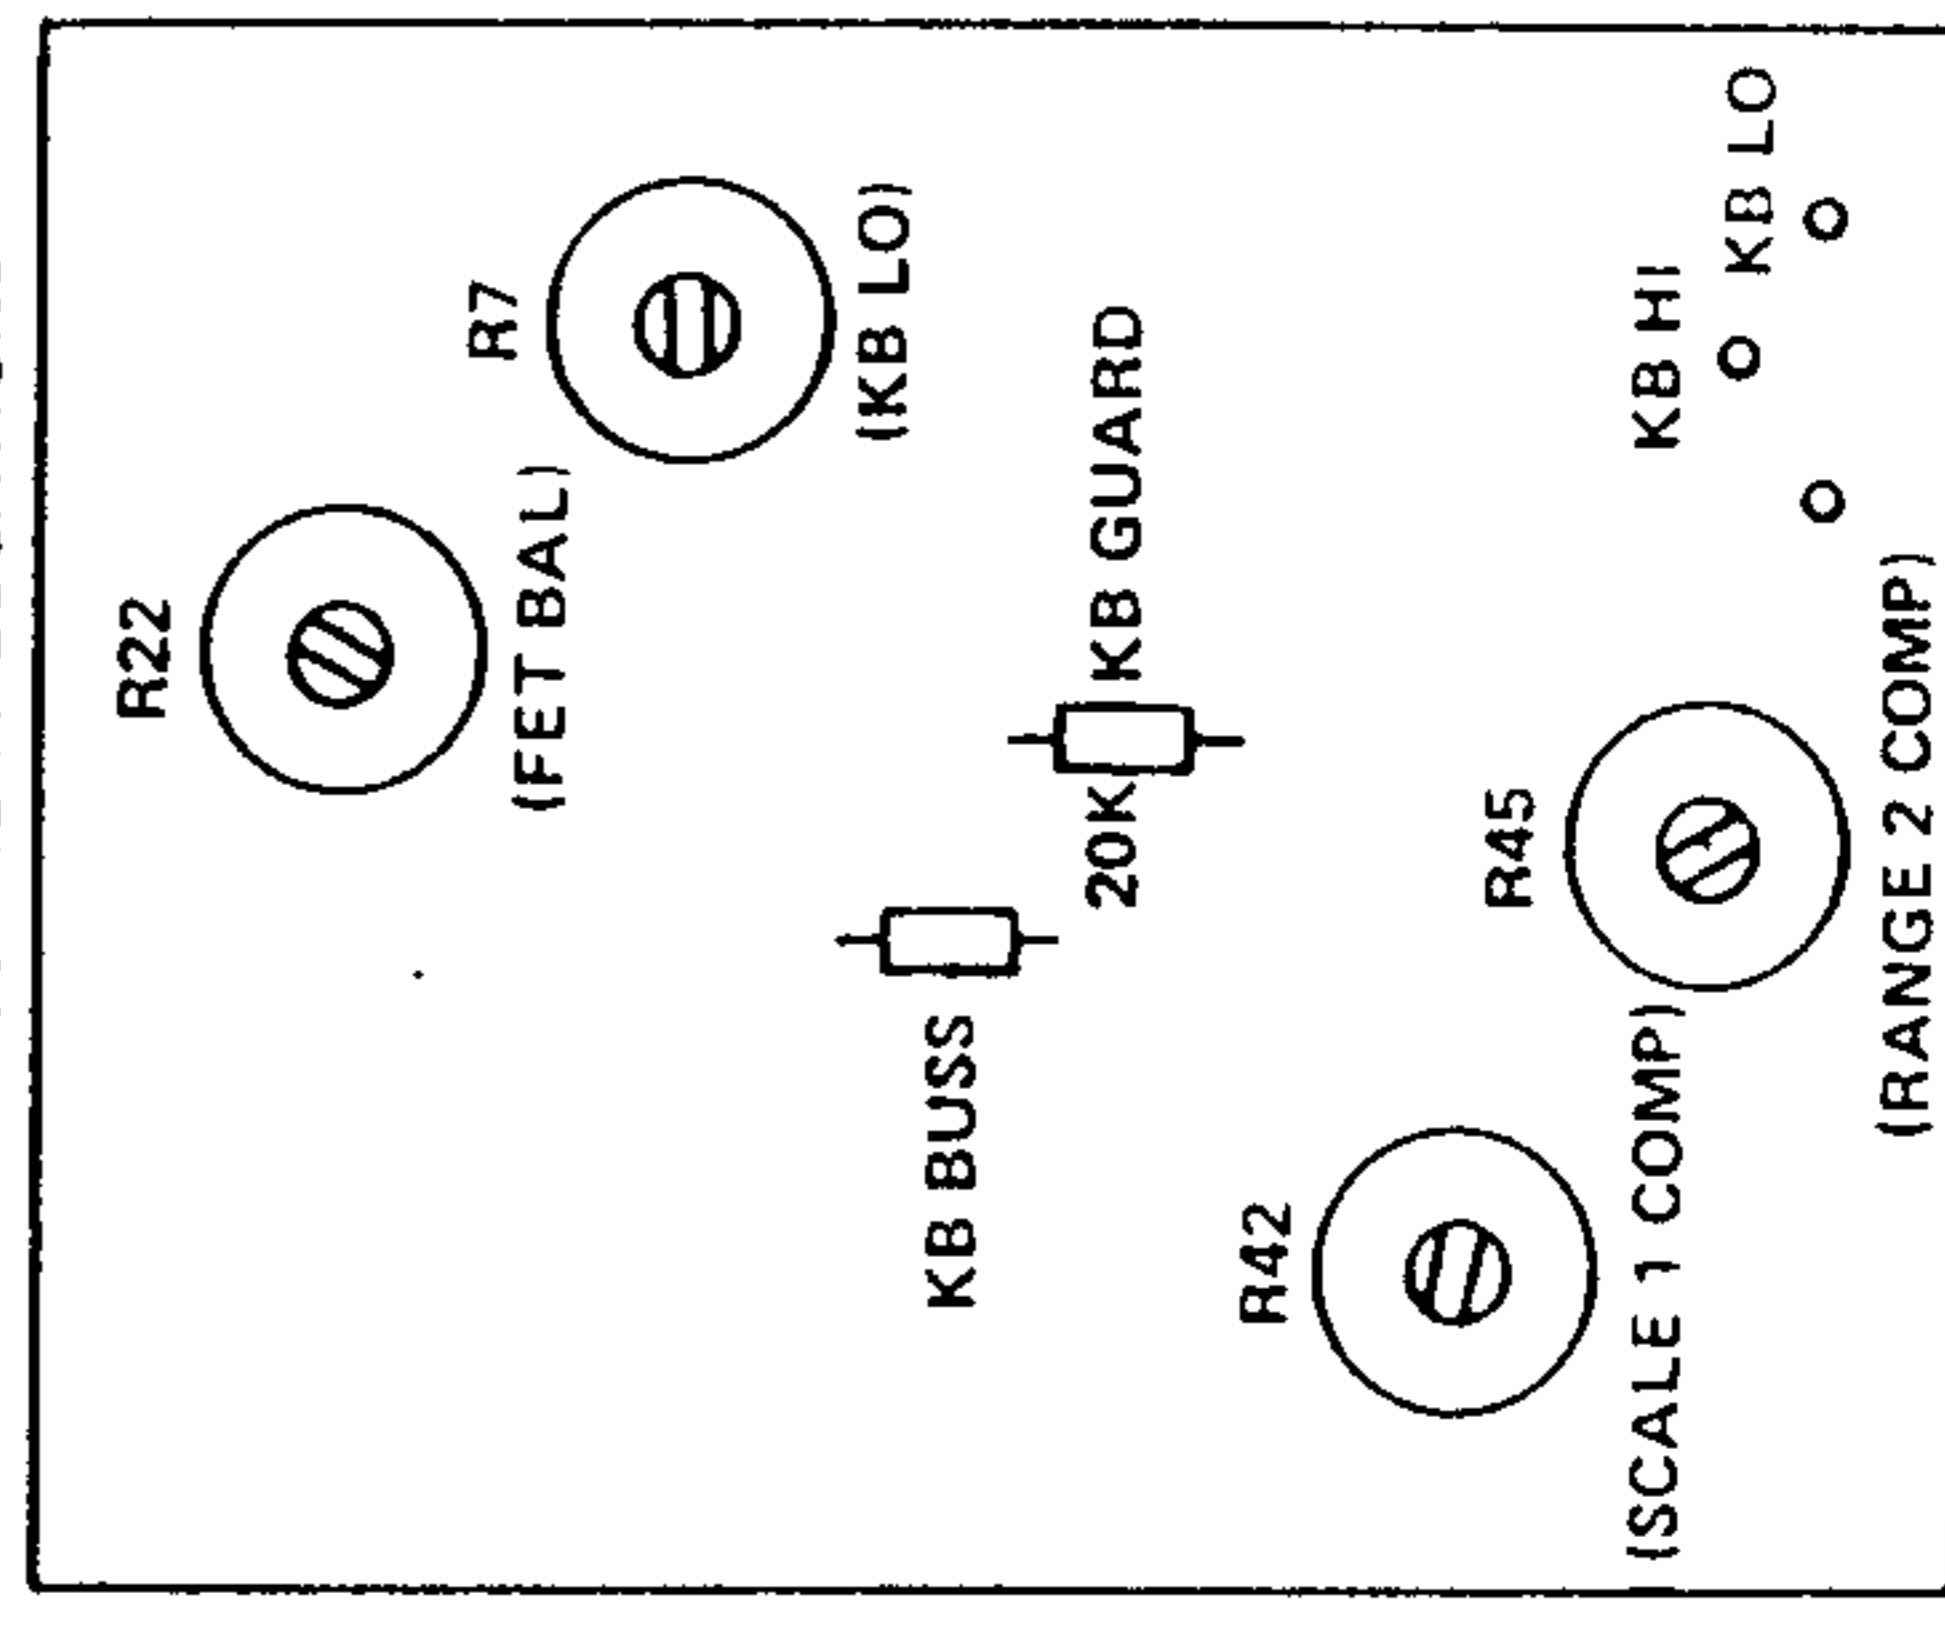 R22
(FET BAL)
R7
(KB LO)
KB BUSS
20K KB GUARD
R42
(SCALE 1 COMP)
R45
(RANGE 2 COMP)
KB HI
KB LO